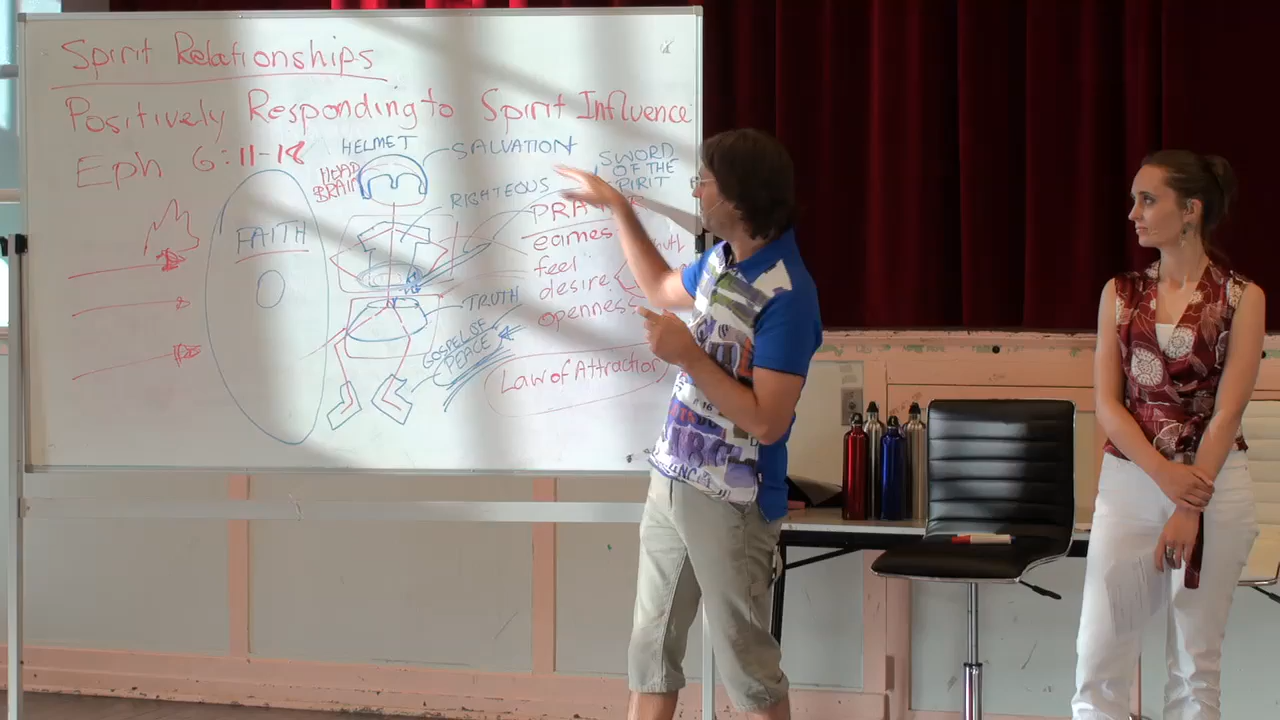 Spirit Relationships
Positively Responding to Spirit Influence
Eph 6:11-18
HELMET
SALVATION
HEAD
BRAIN
SWORD
OF THE
SPIRIT
RIGHTEOUS
FAITH
eames
feel
desire
openness
TRUTH
GOSPEL OF
PEACE
Law of Attraction